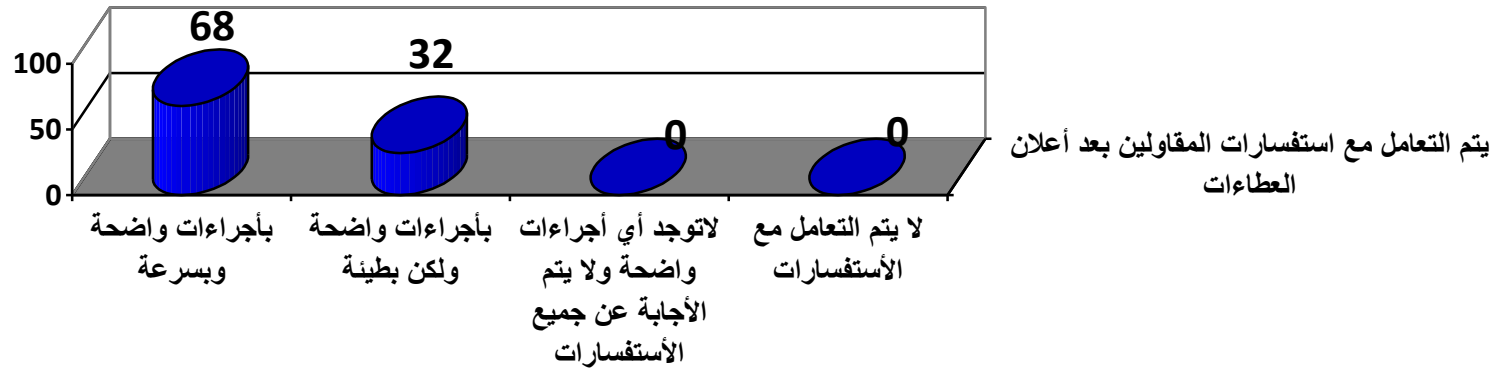 68
32
0
0
100
50
0
يتم التعامل مع استفسارات المقاولين بعد أعلان
العطاءات
بأجراءات واضحة
وبسرعة
بأجراءات واضحة
ولكن بطيئة
لاتوجد أي أجراءات
واضحة ولا يتم
الأجابة عن جميع
الأستفسارات
لا يتم التعامل مع
الأستفسارات